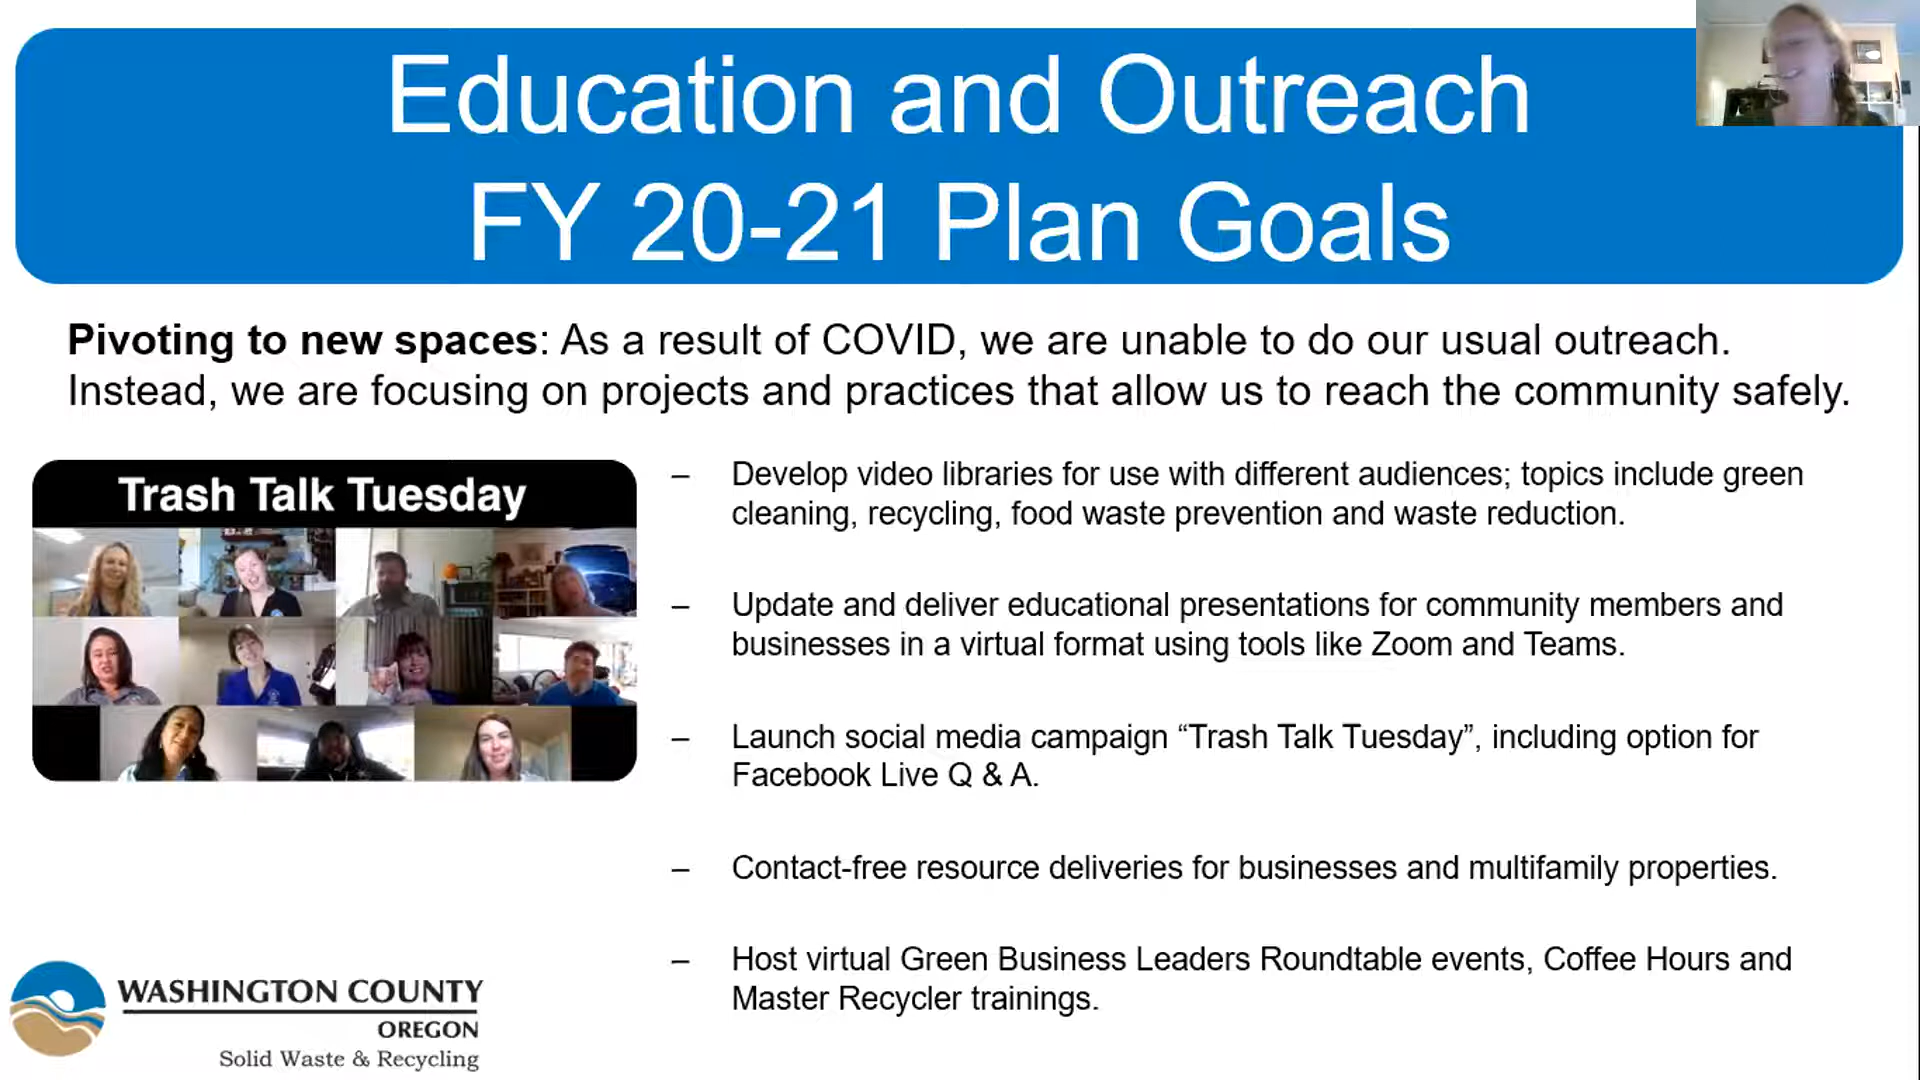 Education and Outreach
FY 20-21 Plan Goals
Pivoting to new spaces: As a result of COVID, we are unable to do our usual outreach.
Instead, we are focusing on projects and practices that allow us to reach the community safely.
Trash Talk Tuesday
– Develop video libraries for use with different audiences; topics include green
cleaning, recycling, food waste prevention and waste reduction.
– Update and deliver educational presentations for community members and
businesses in a virtual format using tools like Zoom and Teams.
– Launch social media campaign “Trash Talk Tuesday”, including option for
Facebook Live Q & A.
– Contact-free resource deliveries for businesses and multifamily properties.
– Host virtual Green Business Leaders Roundtable events, Coffee Hours and
Master Recycler trainings.
WASHINGTON COUNTY
OREGON
Solid Waste & Recycling